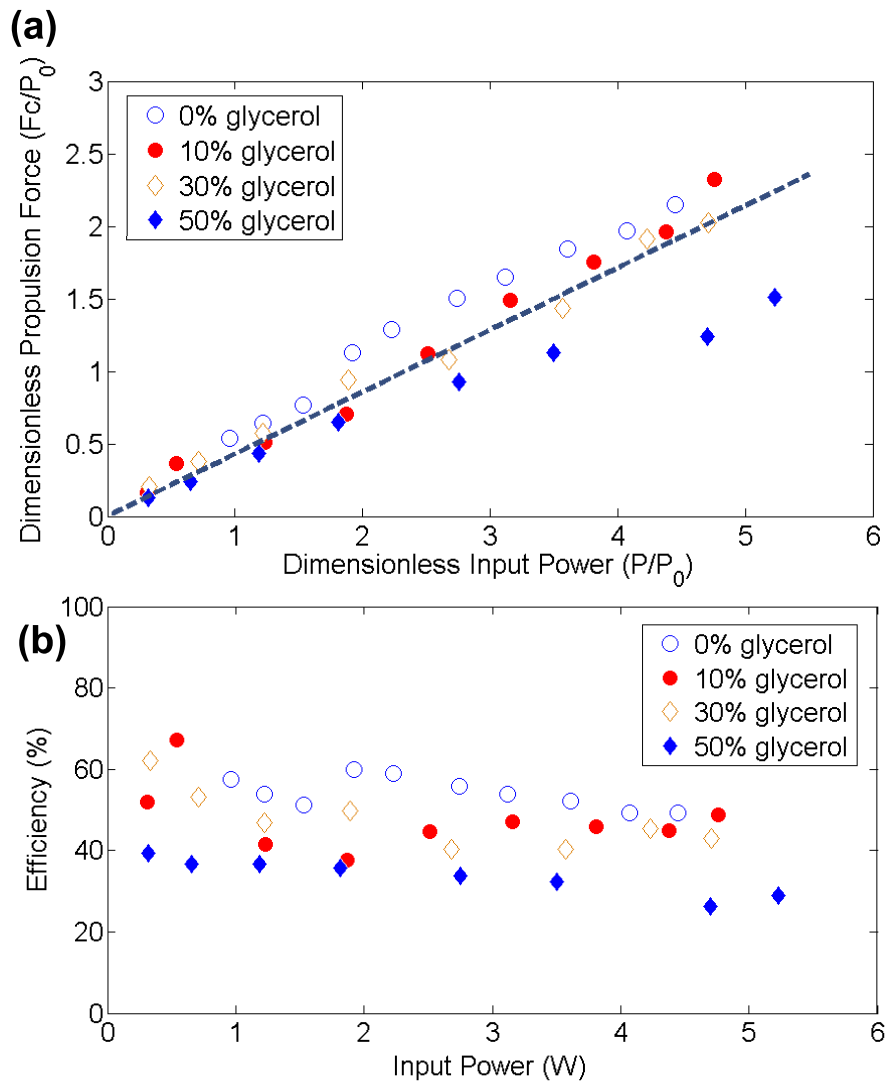 (a)
Dimensionless Propulsion Force (Fc/P0)
3
2.5
2
1.5
1
0.5
0
0% glycerol
10% glycerol
30% glycerol
50% glycerol
0 1 2 3 4 5 6
Dimensionless Input Power (P/P0)
(b)
Efficiency (%)
100
80
60
40
20
0
0% glycerol
10% glycerol
30% glycerol
50% glycerol
0 1 2 3 4 5 6
Input Power (W)